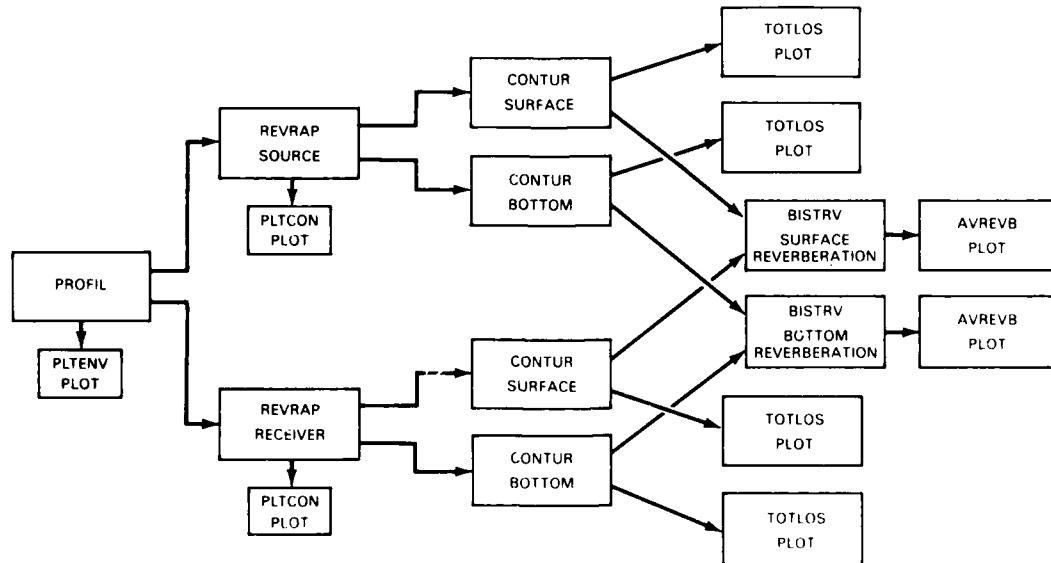 TOTLOS
PLOT
CONTUR
SURFACE
TOTLOS
PLOT
REVRAP
SOURCE
CONTUR
BOTTOM
PLTCON
PLOT
BISTRV
SURFACE
REVERBERATION
AVREVB
PLOT
PROFIL
BISTRV
BOTTOM
REVERBERATION
AVREVB
PLOT
PLTENV
PLOT
CONTUR
SURFACE
REVRAP
RECEIVER
TOTLOS
PLOT
CONTUR
BOTTOM
PLTCON
PLOT
TOTLOS
PLOT